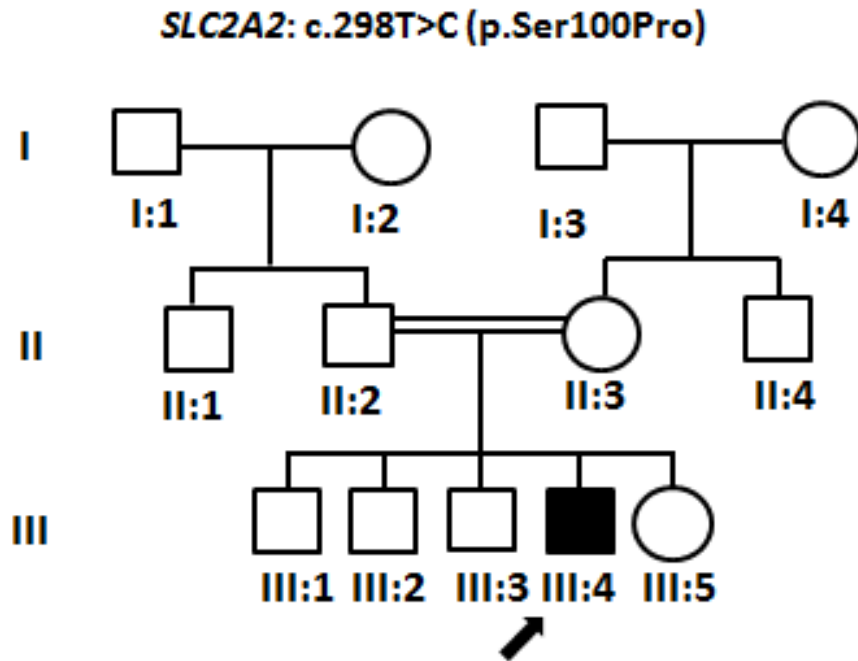 SLC2A2: c.298T>C (p.Ser100Pro)
I
I:1 I:2 I:3 I:4
II
II:1 II:2 II:3 II:4
III
III:1 III:2 III:3 III:4 III:5